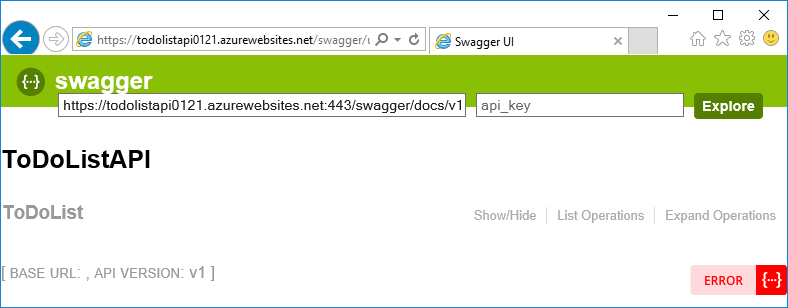 https://todolistapi0121.azurewebsites.net/swagger/u
Swagger UI
{···} swagger
https://todolistapi0121.azurewebsites.net:443/swagger/docs/v1 api_key Explore
ToDoListAPI
ToDoList Show/Hide List Operations Expand Operations
[ BASE URL: , API VERSION: v1 ] ERROR {···}